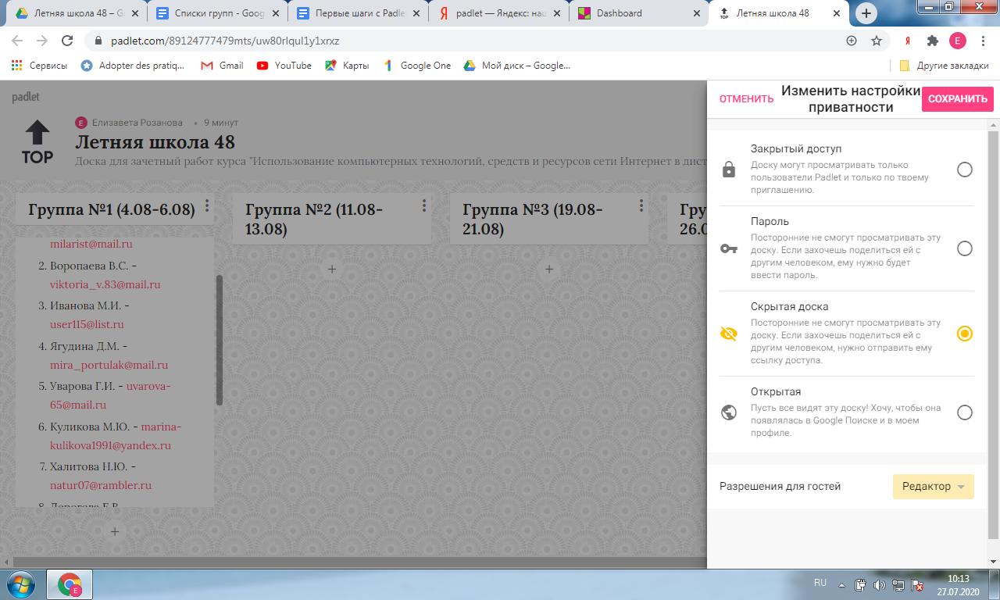 Летняя школа 48 – G
Списки групп - Goog
Первые шаги с Padle
padlet — Яндекс: наш
Dashboard
Летняя школа 48
padlet.com/89124777479mts/uw80rlqul1y1xrxz
Сервисы
Adopter des pratiq...
Gmail
YouTube
Карты
Google One
Мой диск – Google...
Другие закладки
padlet
TOP
Елизавета Розанова • 9 минут
Летняя школа 48
Доска для зачетный работ курса "Использование компьютерных технологий, средств и ресурсов сети Интернет в дист
Группа №1 (4.08-6.08)
milarist@mail.ru
2. Воропаева В.С. -
viktoria_v.83@mail.ru
3. Иванова М.И. -
user115@list.ru
4. Ягудина Д.М. -
mira_portulak@mail.ru
5. Уварова Г.И. - uvarova-
65@mail.ru
6. Куликова М.Ю. - marina-
kulikova1991@yandex.ru
7. Халитова Н.Ю. -
natur07@rambler.ru
Группа №2 (11.08-
13.08)
Группа №3 (19.08-
21.08)
Гру
26.0
ОТМЕНИТЬ
Изменить настройки
приватности
СОХРАНИТЬ
Закрытый доступ
Доску могут просматривать только
пользователи Padlet и только по твоему
приглашению.
Пароль
Посторонние не смогут просматривать эту
доску. Если захочешь поделиться ей с
другим человеком, ему нужно будет
ввести пароль.
Скрытая доска
Посторонние не смогут просматривать эту
доску. Если захочешь поделиться ей с
другим человеком, нужно отправить ему
ссылку доступа.
Открытая
Пусть все видят эту доску! Хочу, чтобы она
появлялась в Google Поиске и в моем
профиле.
Разрешения для гостей
Редактор
RU
10:13
27.07.2020